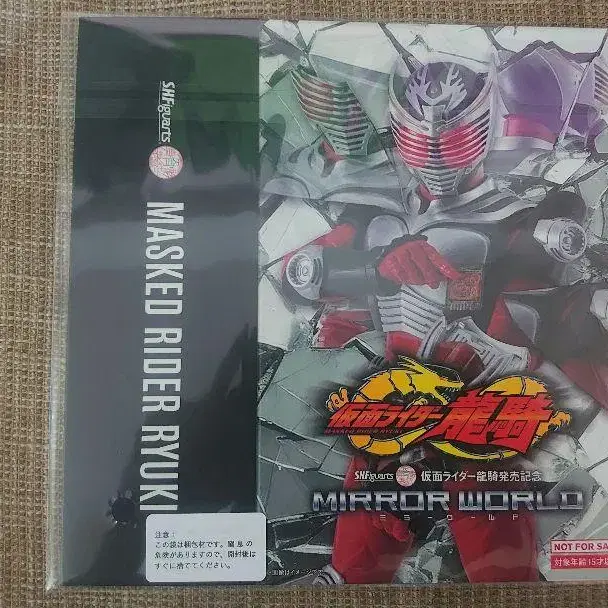 S.H.Figuarts
真骨彫
MASKED RIDER RYUKI
仮面ライダー龍騎
MASKED RIDER RYUKI
S.H.Figuarts
仮面ライダー龍騎発売記念
MIRROR WORLD
ミラーワールド
NOT FOR SA
対象年齢15才以
注意：
この袋は梱包材です。窒息の
危険がありますので、開封後は
すぐに捨ててください。